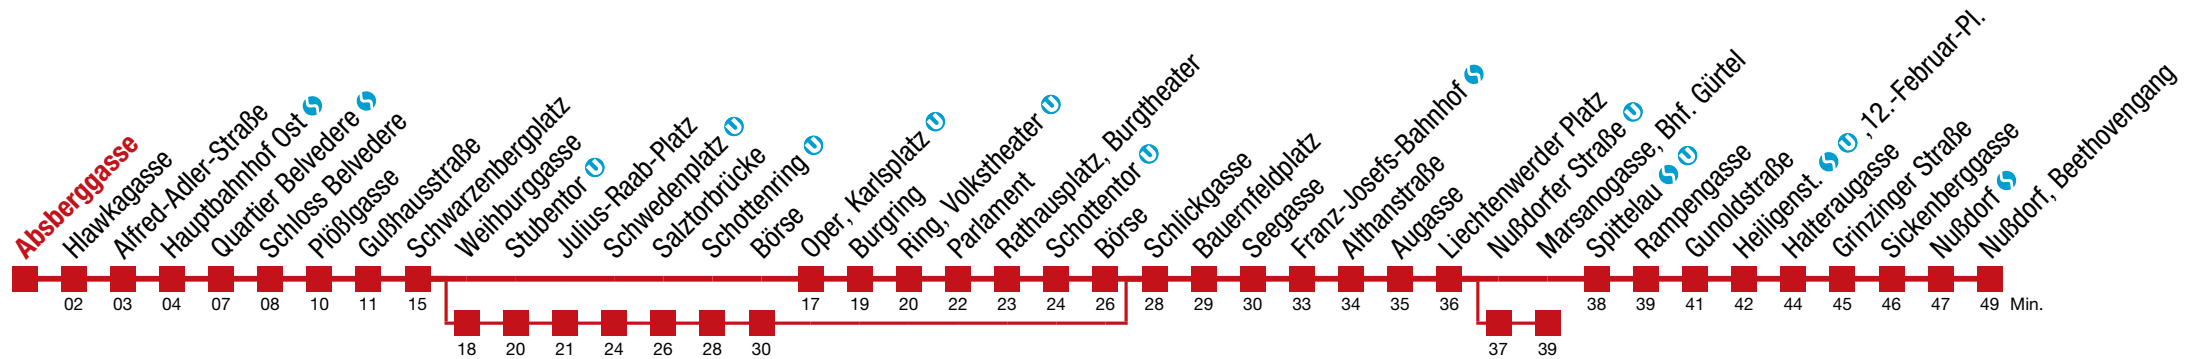 Absberggasse
Hlawkagasse
Alfred-Adler-Straße
Hauptbahnhof Ost S
Quartier Belvedere S
Schloss Belvedere
Plößlgasse
Gußhausstraße
Schwarzenbergplatz
Weihburggasse
Stubentor U
Julius-Raab-Platz
Schwedenplatz U
Salztorbrücke
Schottenring U
Börse
Oper, Karlsplatz U
Burgring
Ring, Volkstheater U
Parlament
Rathausplatz, Burgtheater
Schottentor U
Börse
Schlickgasse
Bauernfeldplatz
Seegasse
Franz-Josefs-Bahnhof S
Althanstraße
Augasse
Liechtenwerder Platz
Nußdorfer Straße U
Marsanogasse, Bhf. Gürtel
Spittelau S U
Rampengasse
Gunoldstraße
Heiligenst. S U ,12.-Februar-Pl.
Halteraugasse
Grinzinger Straße
Sickenberggasse
Nußdorf S
Nußdorf, Beethovengang
02 03 04 07 08 10 11 15 17 19 20 22 23 24 26 28 29 30 33 34 35 36 38 39 41 42 44 45 46 47 49 Min.
18 20 21 24 26 28 30 37 39